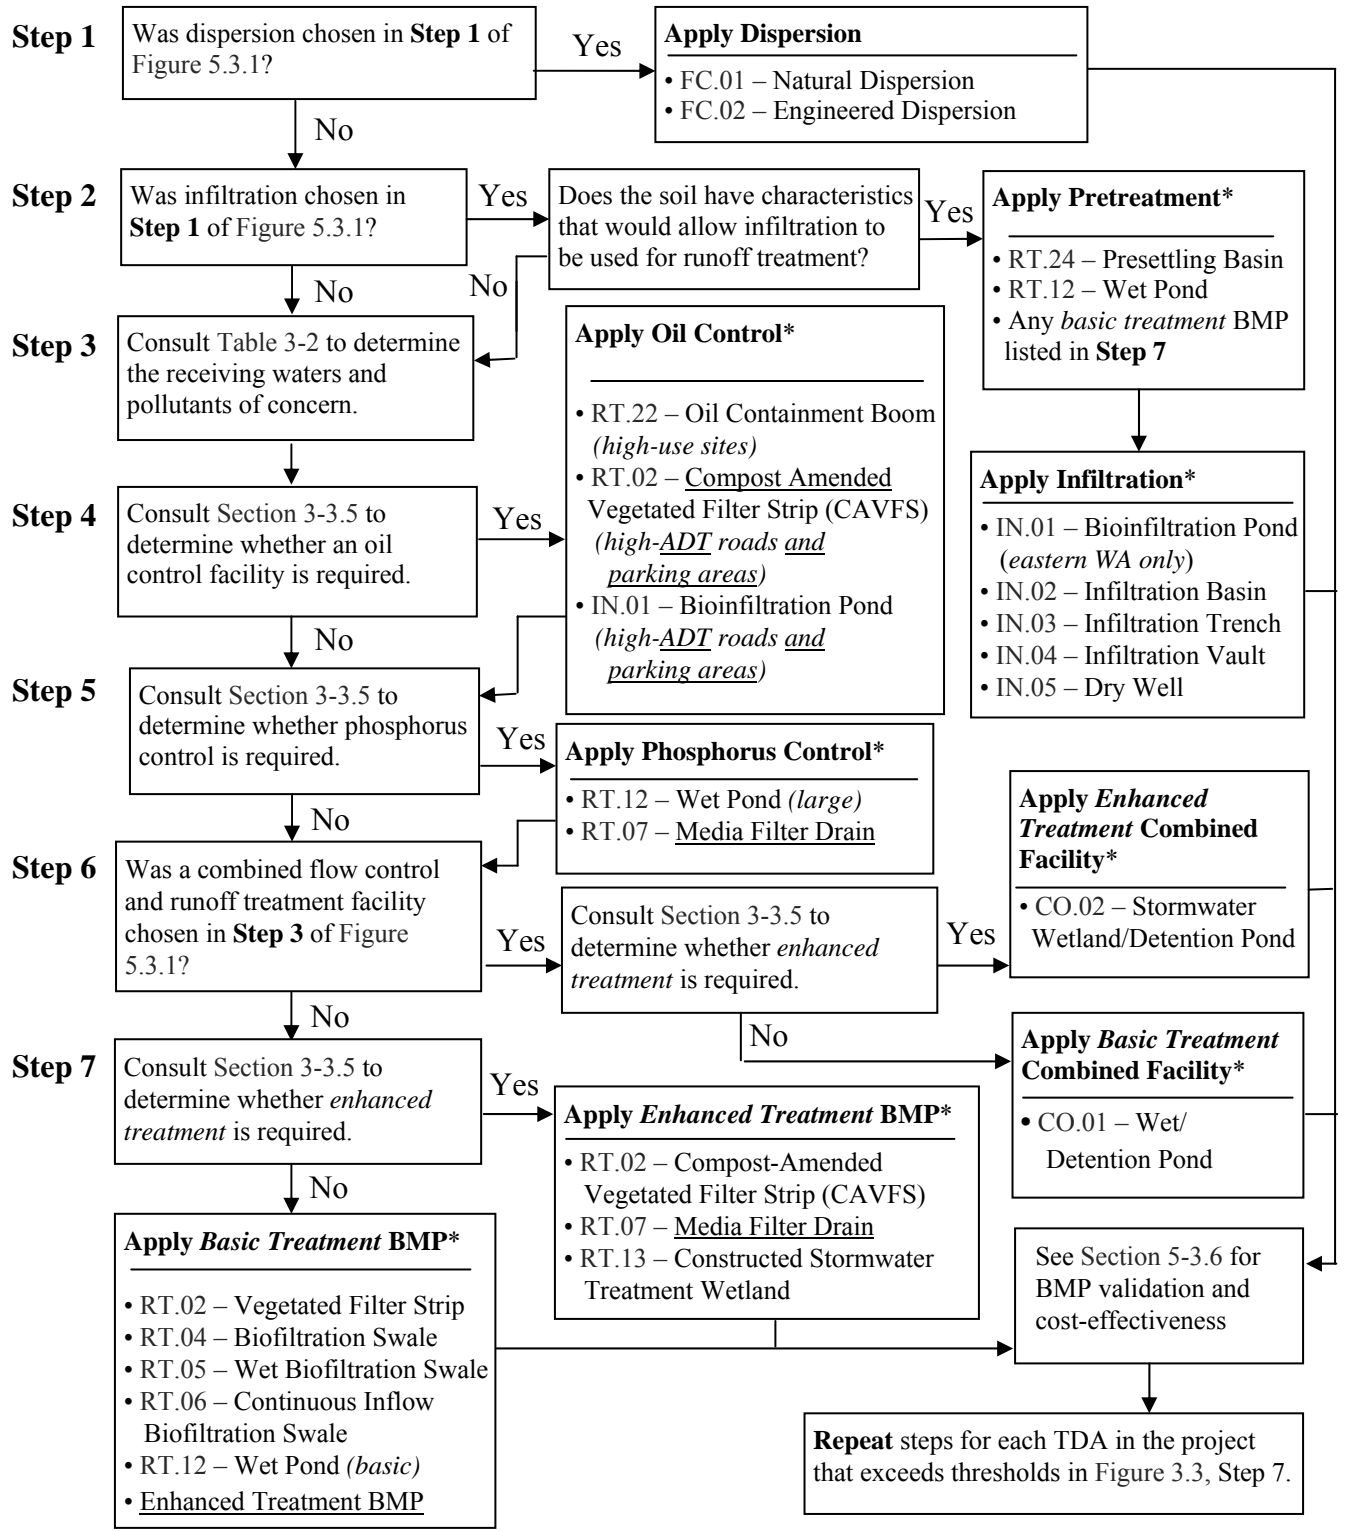 Step 1
Was dispersion chosen in Step 1 of
Figure 5.3.1?
Yes
Apply Dispersion
• FC.01 – Natural Dispersion
• FC.02 – Engineered Dispersion
No
Step 2
Was infiltration chosen in
Step 1 of Figure 5.3.1?
Yes
Does the soil have characteristics
that would allow infiltration to
be used for runoff treatment?
Yes
Apply Pretreatment*
• RT.24 – Presettling Basin
• RT.12 – Wet Pond
• Any basic treatment BMP
listed in Step 7
No
No
Step 3
Consult Table 3-2 to determine
the receiving waters and
pollutants of concern.
Apply Oil Control*
• RT.22 – Oil Containment Boom
(high-use sites)
• RT.02 – Compost Amended
Vegetated Filter Strip (CAVFS)
(high-ADT roads and
parking areas)
• IN.01 – Bioinfiltration Pond
(high-ADT roads and
parking areas)
Apply Infiltration*
• IN.01 – Bioinfiltration Pond
(eastern WA only)
• IN.02 – Infiltration Basin
• IN.03 – Infiltration Trench
• IN.04 – Infiltration Vault
• IN.05 – Dry Well
Step 4
Consult Section 3-3.5 to
determine whether an oil
control facility is required.
Yes
No
Step 5
Consult Section 3-3.5 to
determine whether phosphorus
control is required.
Yes
Apply Phosphorus Control*
• RT.12 – Wet Pond (large)
• RT.07 – Media Filter Drain
No
Step 6
Was a combined flow control
and runoff treatment facility
chosen in Step 3 of Figure
5.3.1?
Yes
Consult Section 3-3.5 to
determine whether enhanced
treatment is required.
Yes
Apply Enhanced
Treatment Combined
Facility*
• CO.02 – Stormwater
Wetland/Detention Pond
No
No
Apply Basic Treatment
Combined Facility*
• CO.01 – Wet/
Detention Pond
Step 7
Consult Section 3-3.5 to
determine whether enhanced
treatment is required.
Yes
Apply Enhanced Treatment BMP*
• RT.02 – Compost-Amended
Vegetated Filter Strip (CAVFS)
• RT.07 – Media Filter Drain
• RT.13 – Constructed Stormwater
Treatment Wetland
No
Apply Basic Treatment BMP*
• RT.02 – Vegetated Filter Strip
• RT.04 – Biofiltration Swale
• RT.05 – Wet Biofiltration Swale
• RT.06 – Continuous Inflow
Biofiltration Swale
• RT.12 – Wet Pond (basic)
• Enhanced Treatment BMP
See Section 5-3.6 for
BMP validation and
cost-effectiveness
Repeat steps for each TDA in the project
that exceeds thresholds in Figure 3.3, Step 7.